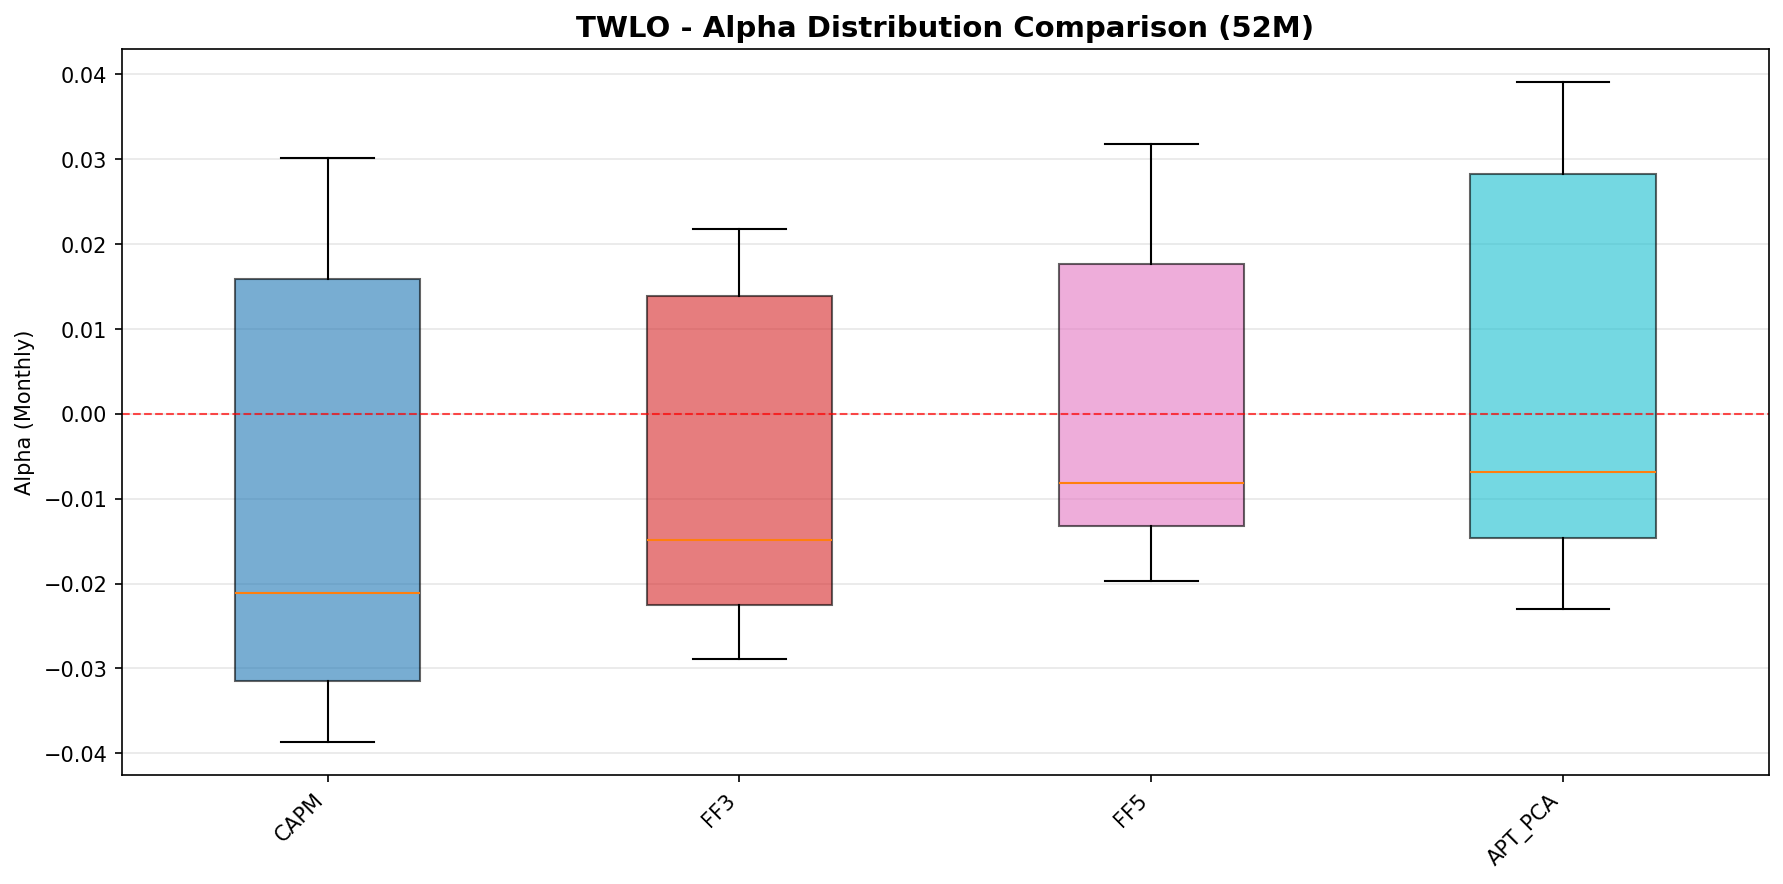 TWLO - Alpha Distribution Comparison (52M)
Alpha (Monthly)
0.04
0.03
0.02
0.01
0.00
−0.01
−0.02
−0.03
−0.04
CAPM
FF3
FF5
APT_PCA